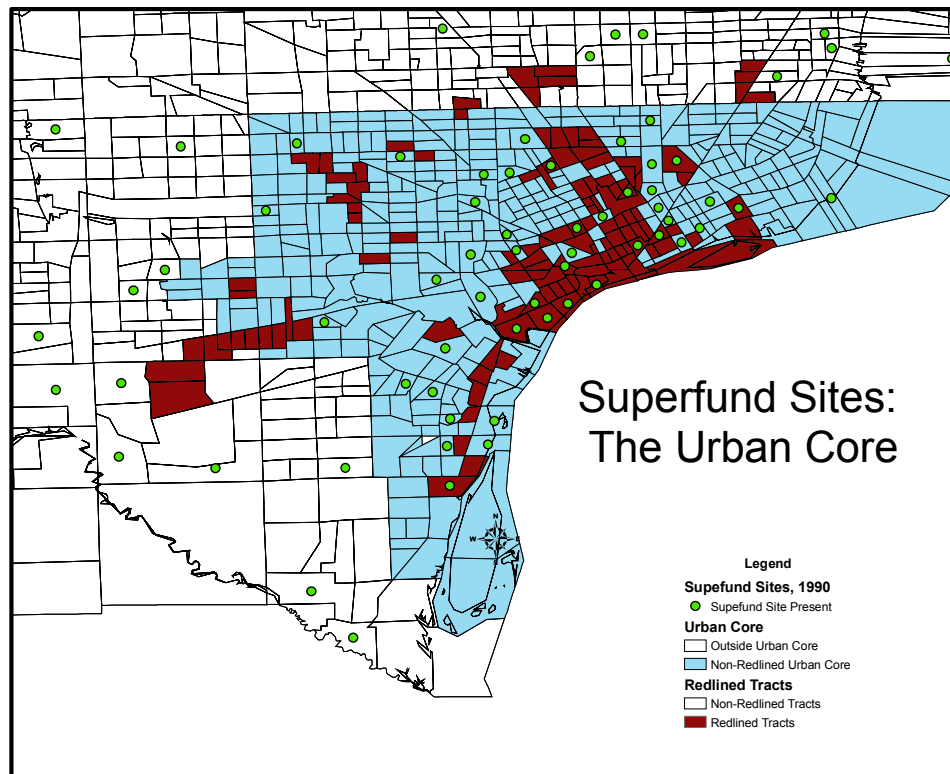 Superfund Sites:
The Urban Core
N
W
E
S
Legend
Supefund Sites, 1990
Supefund Site Present
Urban Core
Outside Urban Core
Non-Redlined Urban Core
Redlined Tracts
Non-Redlined Tracts
Redlined Tracts